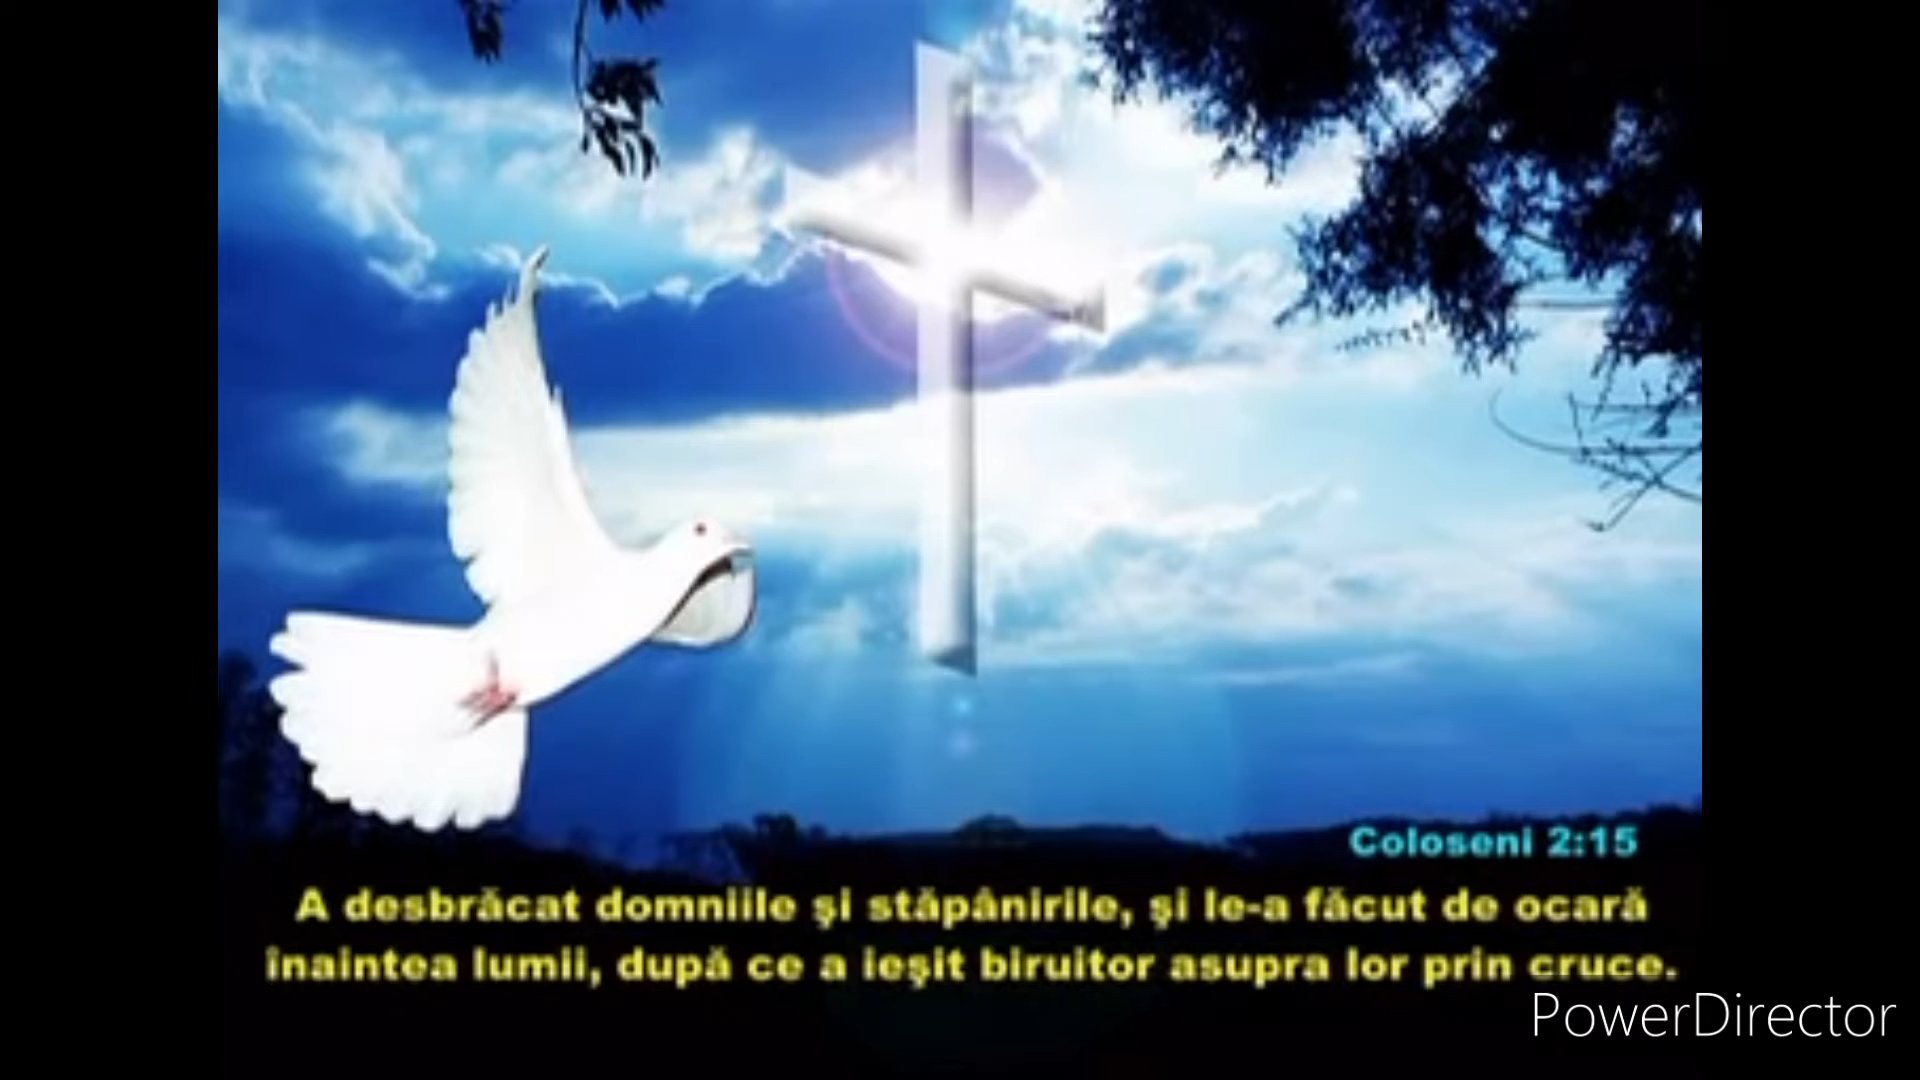 Coloseni 2:15
A desbrăcat domniile şi stăpânirile, şi le-a făcut de ocară
înaintea lumii, după ce a ieşit biruitor asupra lor prin cruce.
PowerDirector